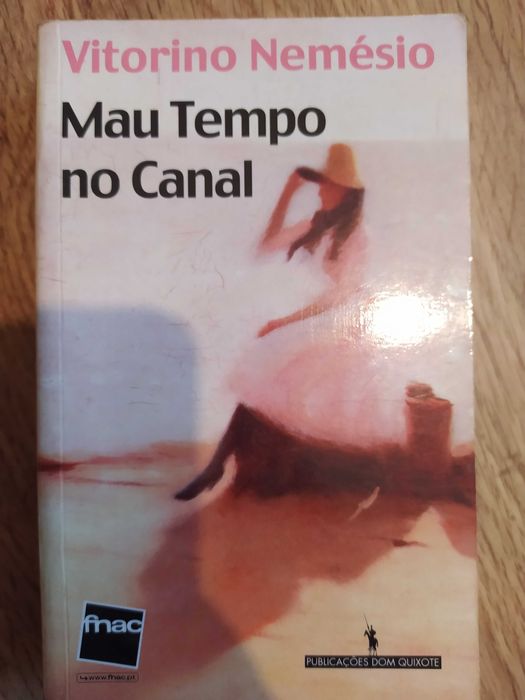 Vitorino Nemésio
Mau Tempo
no Canal
fnac
www.fnac.pt
PUBLICAÇÕES DOM QUIXOTE